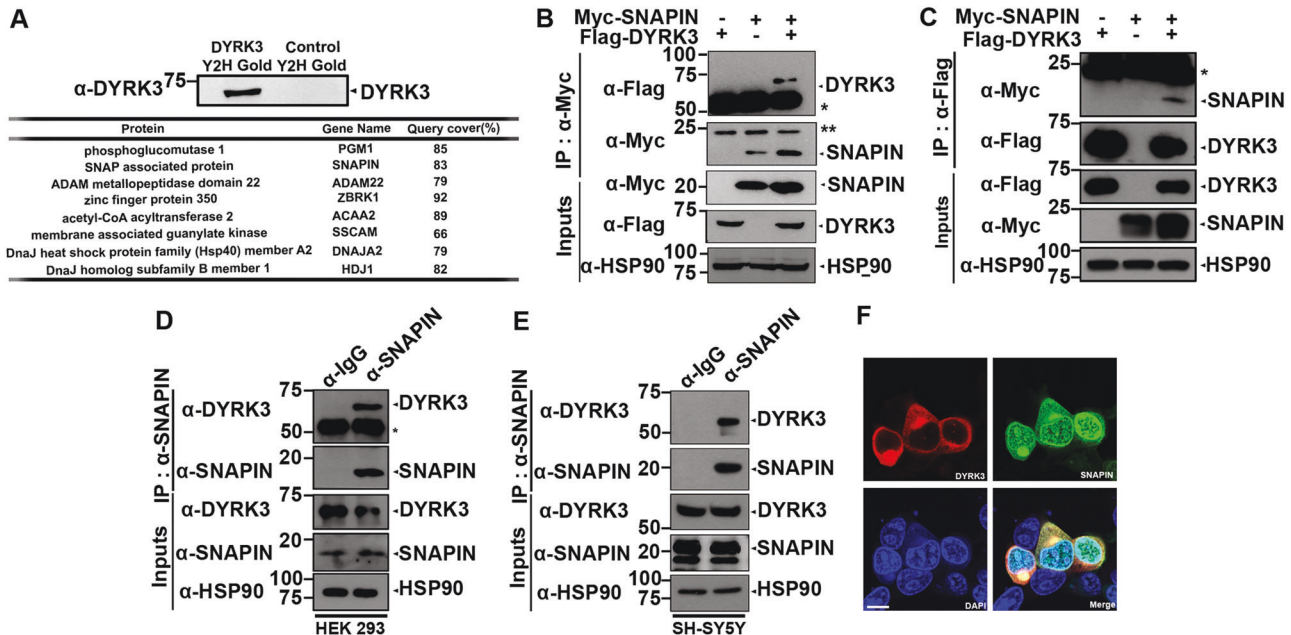 A
DYRK3 Control
Y2H Gold Y2H Gold
α-DYRK3 75 DYRK3
Protein Gene Name Query cover(%)
phosphoglucomutase 1 PGM1 85
SNAP associated protein SNAPIN 83
ADAM metallopeptidase domain 22 ADAM22 79
zinc finger protein 350 ZBRK1 92
acetyl-CoA acyltransferase 2 ACAA2 89
membrane associated guanylate kinase SSCAM 66
DnaJ heat shock protein family (Hsp40) member A2 DNAJA2 79
DnaJ homolog subfamily B member 1 HDJ1 82
B
Myc-SNAPIN - + +
Flag-DYRK3 + - +
IP : α-Myc
100
75
α-Flag DYRK3
50 *
25 **
α-Myc SNAPIN
Inputs
α-Myc 20 SNAPIN
75
α-Flag DYRK3
50
100
α-HSP90 HSP_90
75
C
Myc-SNAPIN - + +
Flag-DYRK3 + - +
IP : α-Flag
25 *
α-Myc SNAPIN
α-Flag DYRK3
Inputs
α-Flag DYRK3
α-Myc SNAPIN
100
α-HSP90 HSP90
75
D
α-IgG α-SNAPIN
IP : α-SNAPIN
75
α-DYRK3 DYRK3
50 *
20
α-SNAPIN SNAPIN
Inputs
75
α-DYRK3 DYRK3
20
α-SNAPIN SNAPIN
100
α-HSP90 HSP90
75
HEK 293
E
α-IgG α-SNAPIN
IP : α-SNAPIN
75
α-DYRK3 DYRK3
50
α-SNAPIN 20 SNAPIN
Inputs
α-DYRK3 DYRK3
50
α-SNAPIN 20 SNAPIN
100
α-HSP90 HSP90
75
SH-SY5Y
F
DYRK3 SNAPIN
DAPI Merge